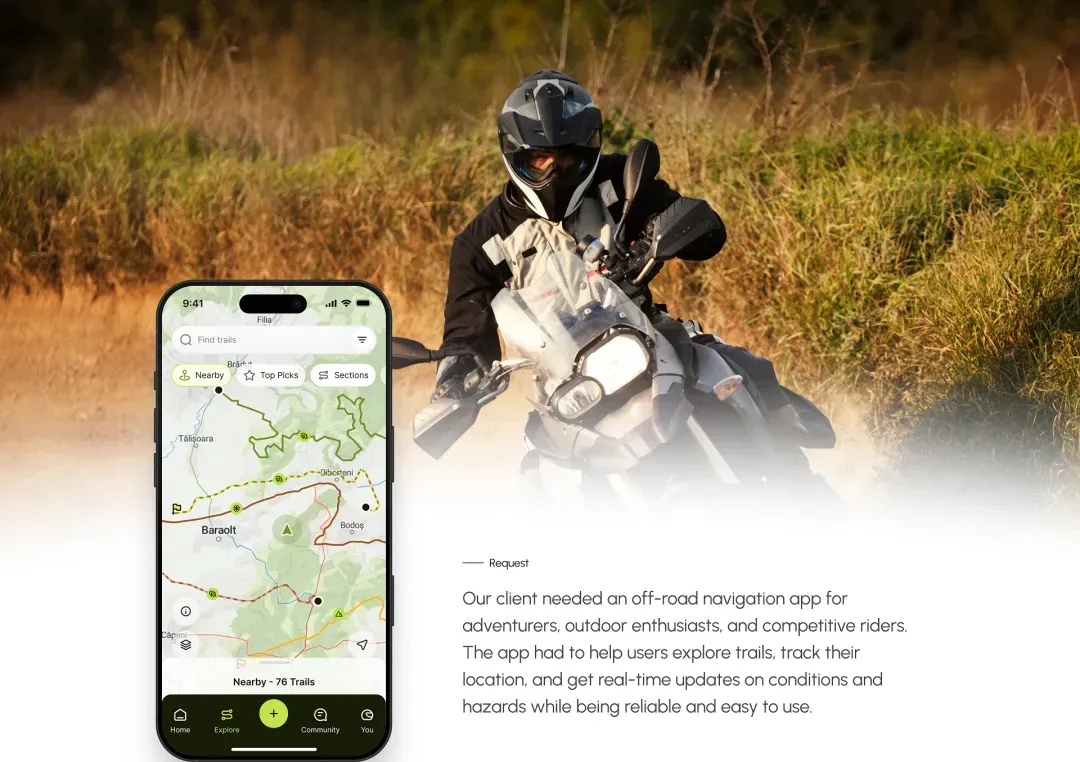 9:41
Filia
Find trails
Nearby
Top Picks
Sections
Tălișoara
Biborțeni
Baraolt
Bodoș
Căpeni
Nearby - 76 Trails
Home
Explore
Community
You
Request
Our client needed an off-road navigation app for
adventurers, outdoor enthusiasts, and competitive riders.
The app had to help users explore trails, track their
location, and get real-time updates on conditions and
hazards while being reliable and easy to use.